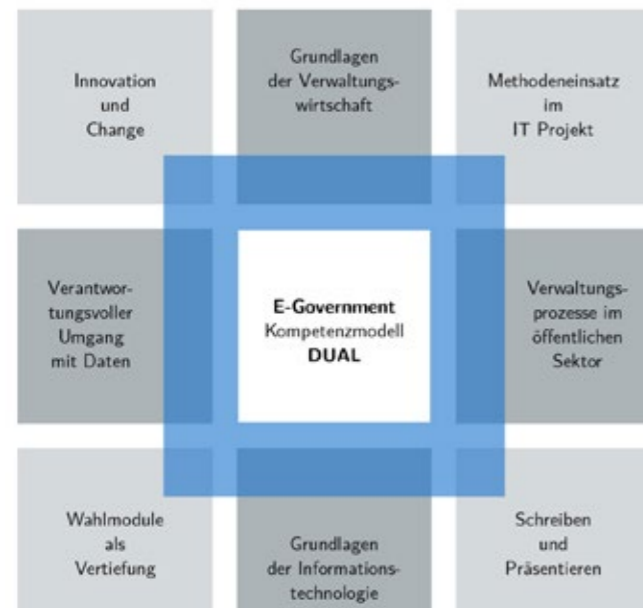 Innovation
und
Change
Grundlagen
der Verwaltungs-
wirtschaft
Methodeneinsatz
im
IT Projekt
Verantwor-
tungsvoller
Umgang
mit Daten
E-Government
Kompetenzmodell
DUAL
Verwaltungs-
prozesse im
öffentlichen
Sektor
Wahlmodule
als
Vertiefung
Grundlagen
der Informations-
technologie
Schreiben
und
Präsentieren